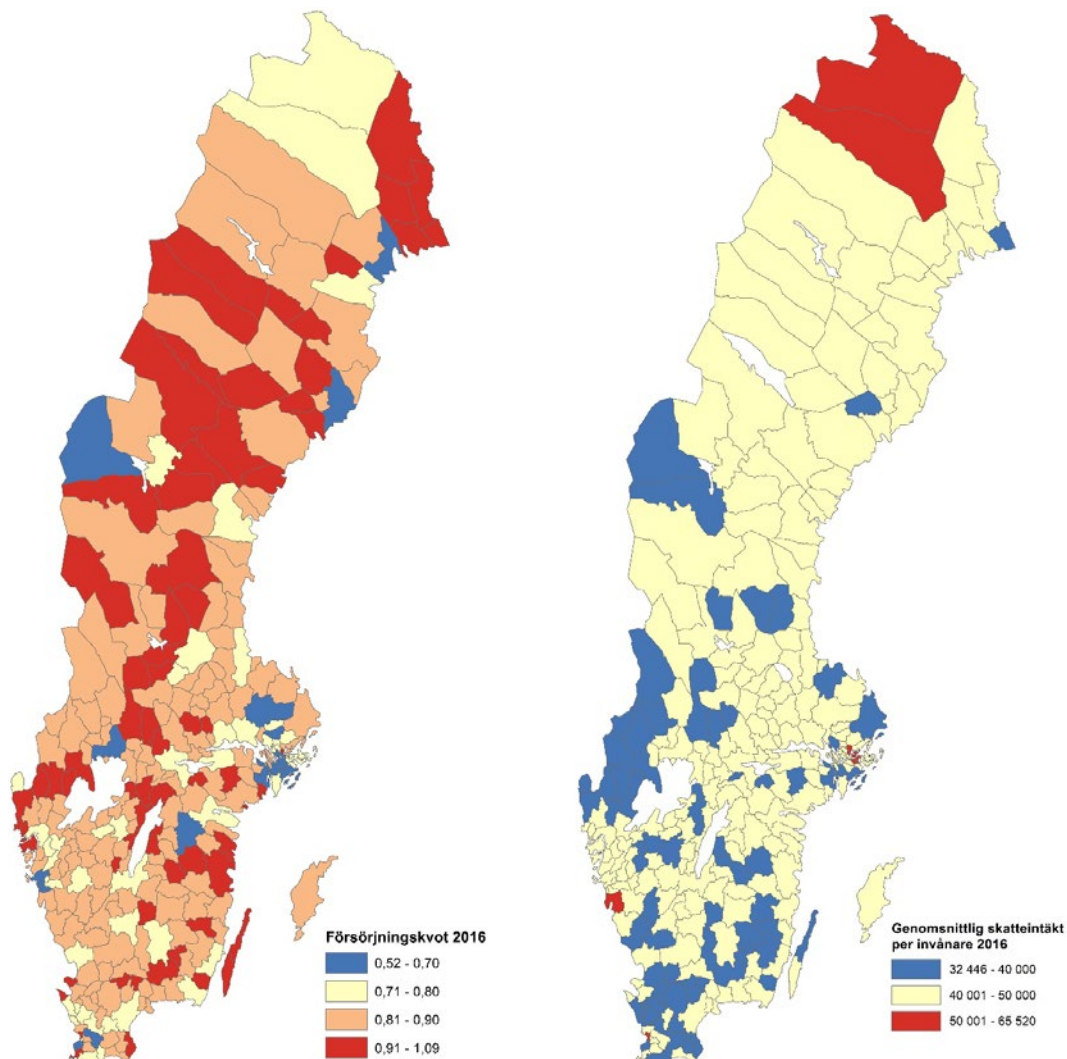 Försörjningskvot 2016
0,52 - 0,70
0,71 - 0,80
0,81 - 0,90
0,91 - 1,09
Genomsnittlig skatteintäkt
per invånare 2016
32 446 - 40 000
40 001 - 50 000
50 001 - 65 520